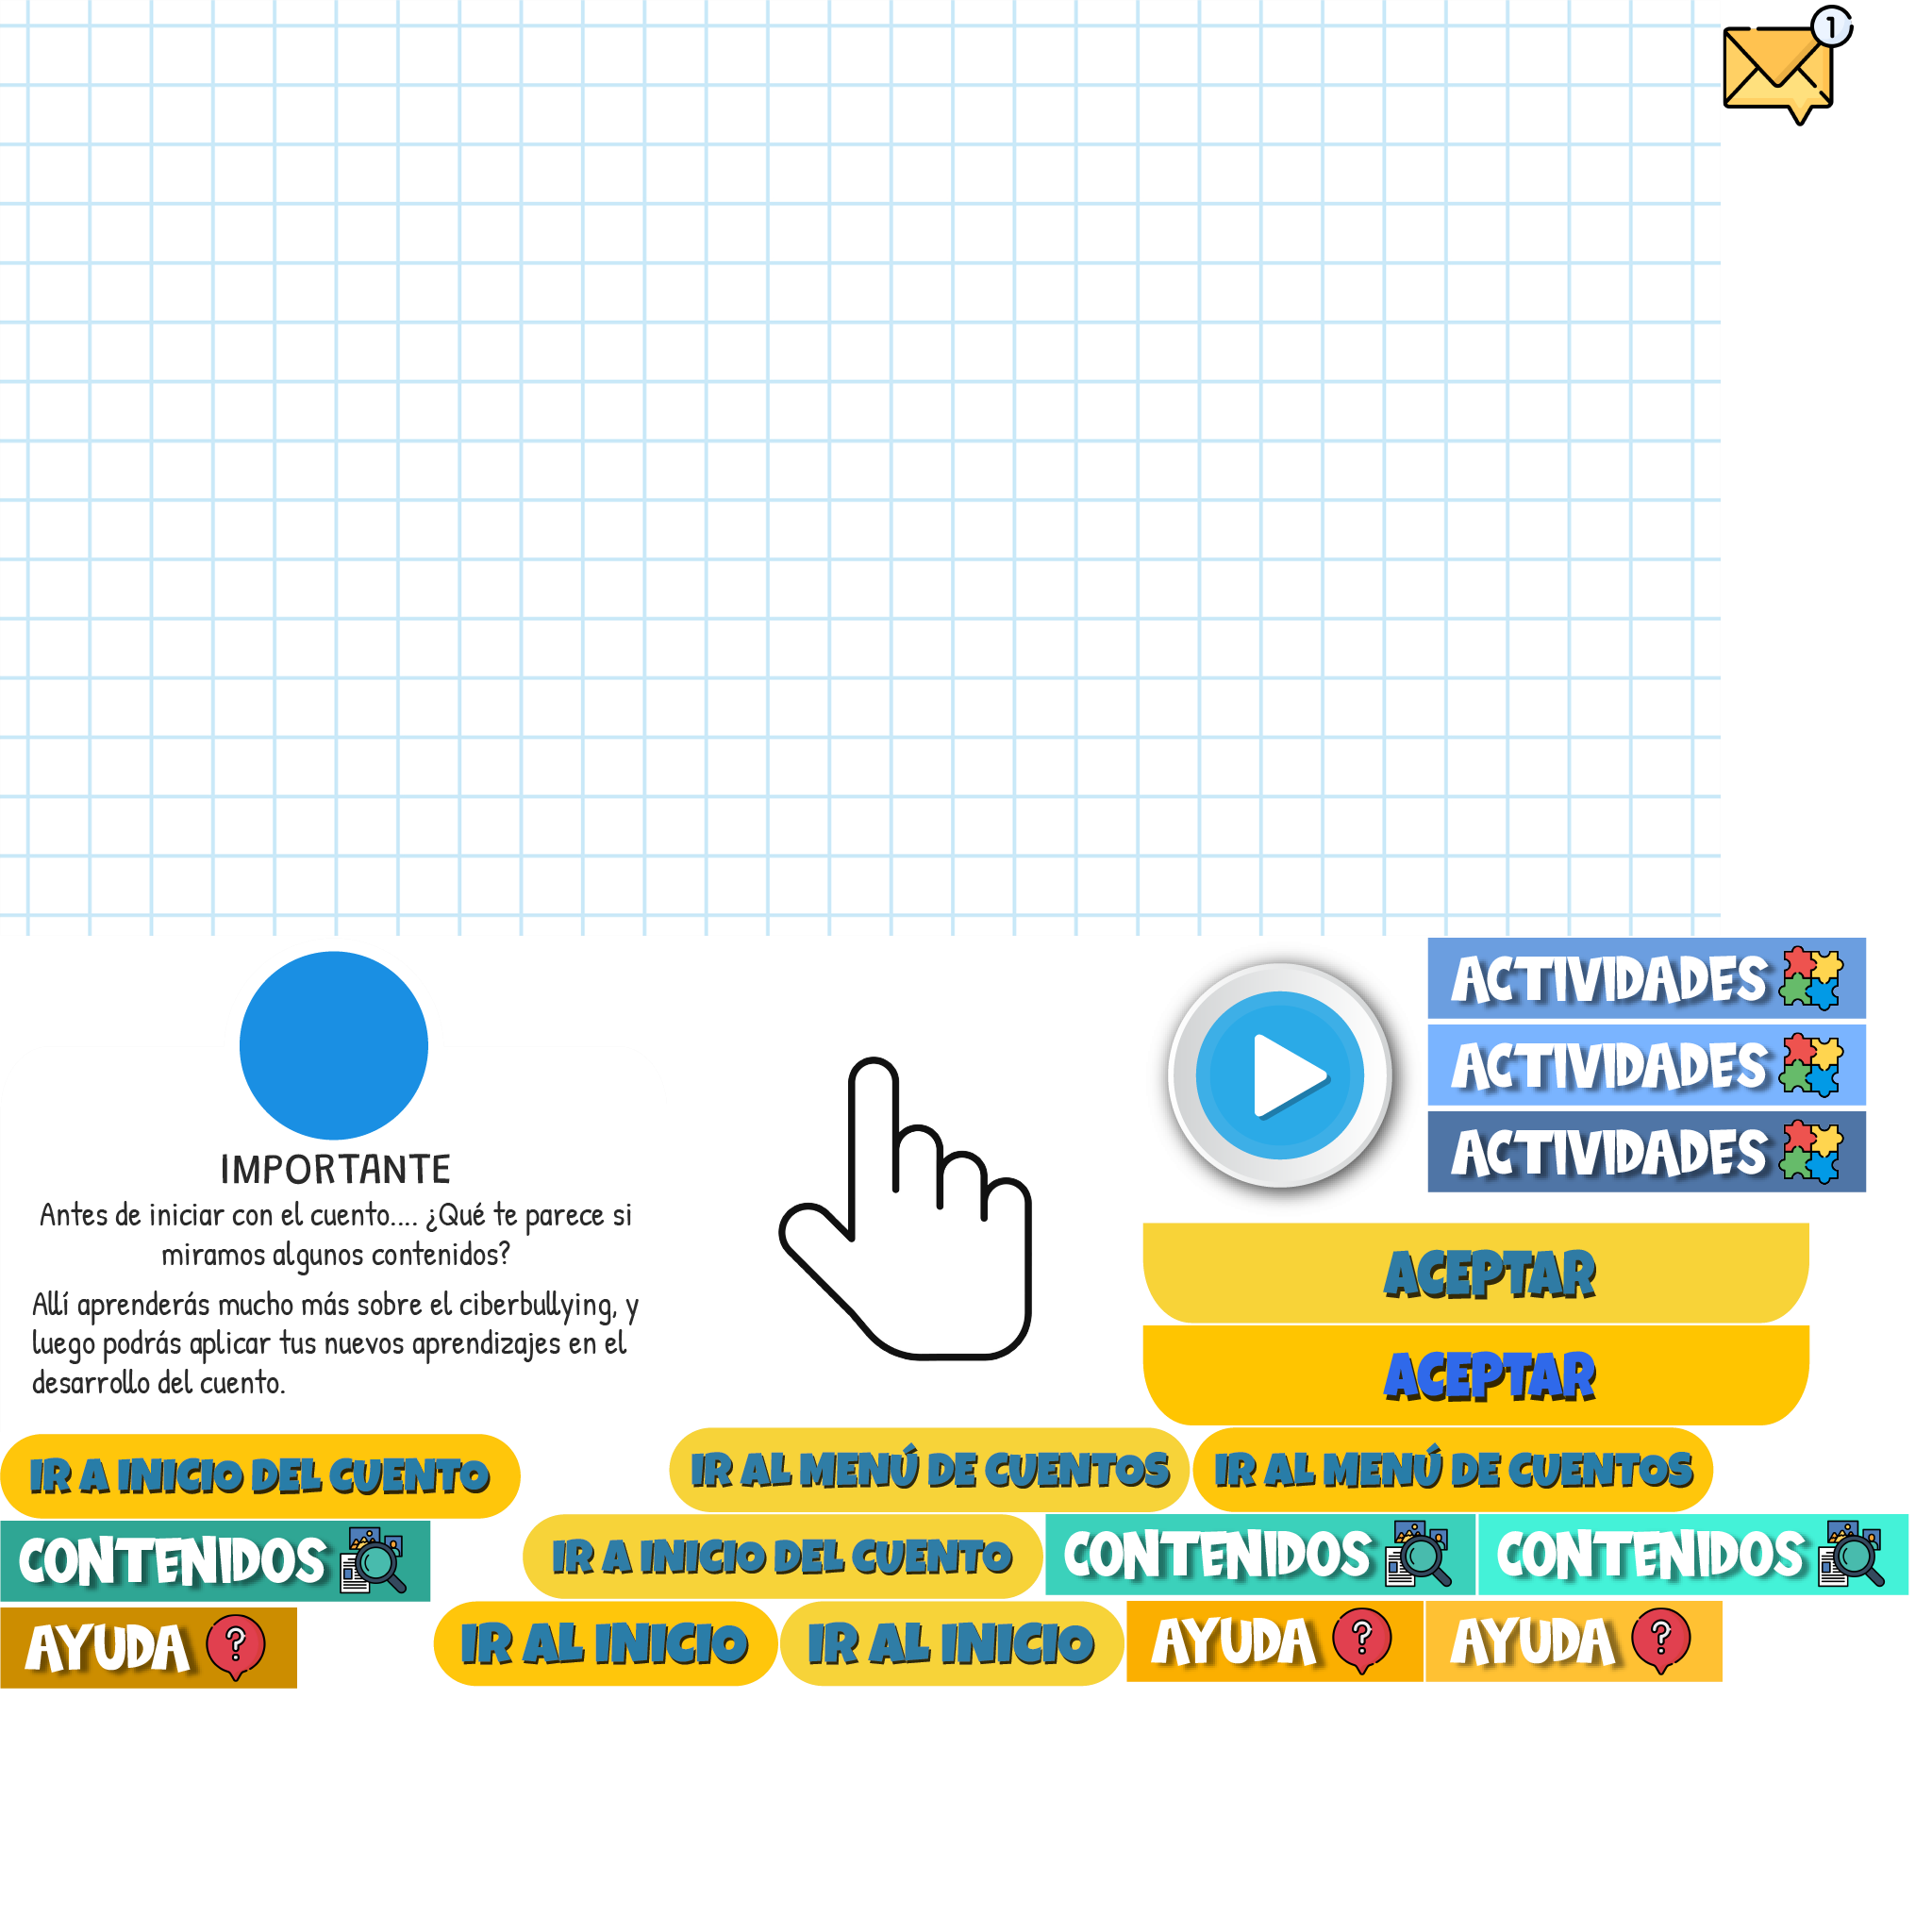 1
ACTIVIDADES
ACTIVIDADES
ACTIVIDADES
IMPORTANTE
Antes de iniciar con el cuento.... ¿Qué te parece si
miramos algunos contenidos?
Allí aprenderás mucho más sobre el ciberbullying, y
luego podrás aplicar tus nuevos aprendizajes en el
desarrollo del cuento.
ACEPTAR
ACEPTAR
IR A INICIO DEL CUENTO
IR AL MENÚ DE CUENTOS
IR AL MENÚ DE CUENTOS
CONTENIDOS
IR A INICIO DEL CUENTO
CONTENIDOS
CONTENIDOS
AYUDA ?
IR AL INICIO
IR AL INICIO
AYUDA ?
AYUDA ?